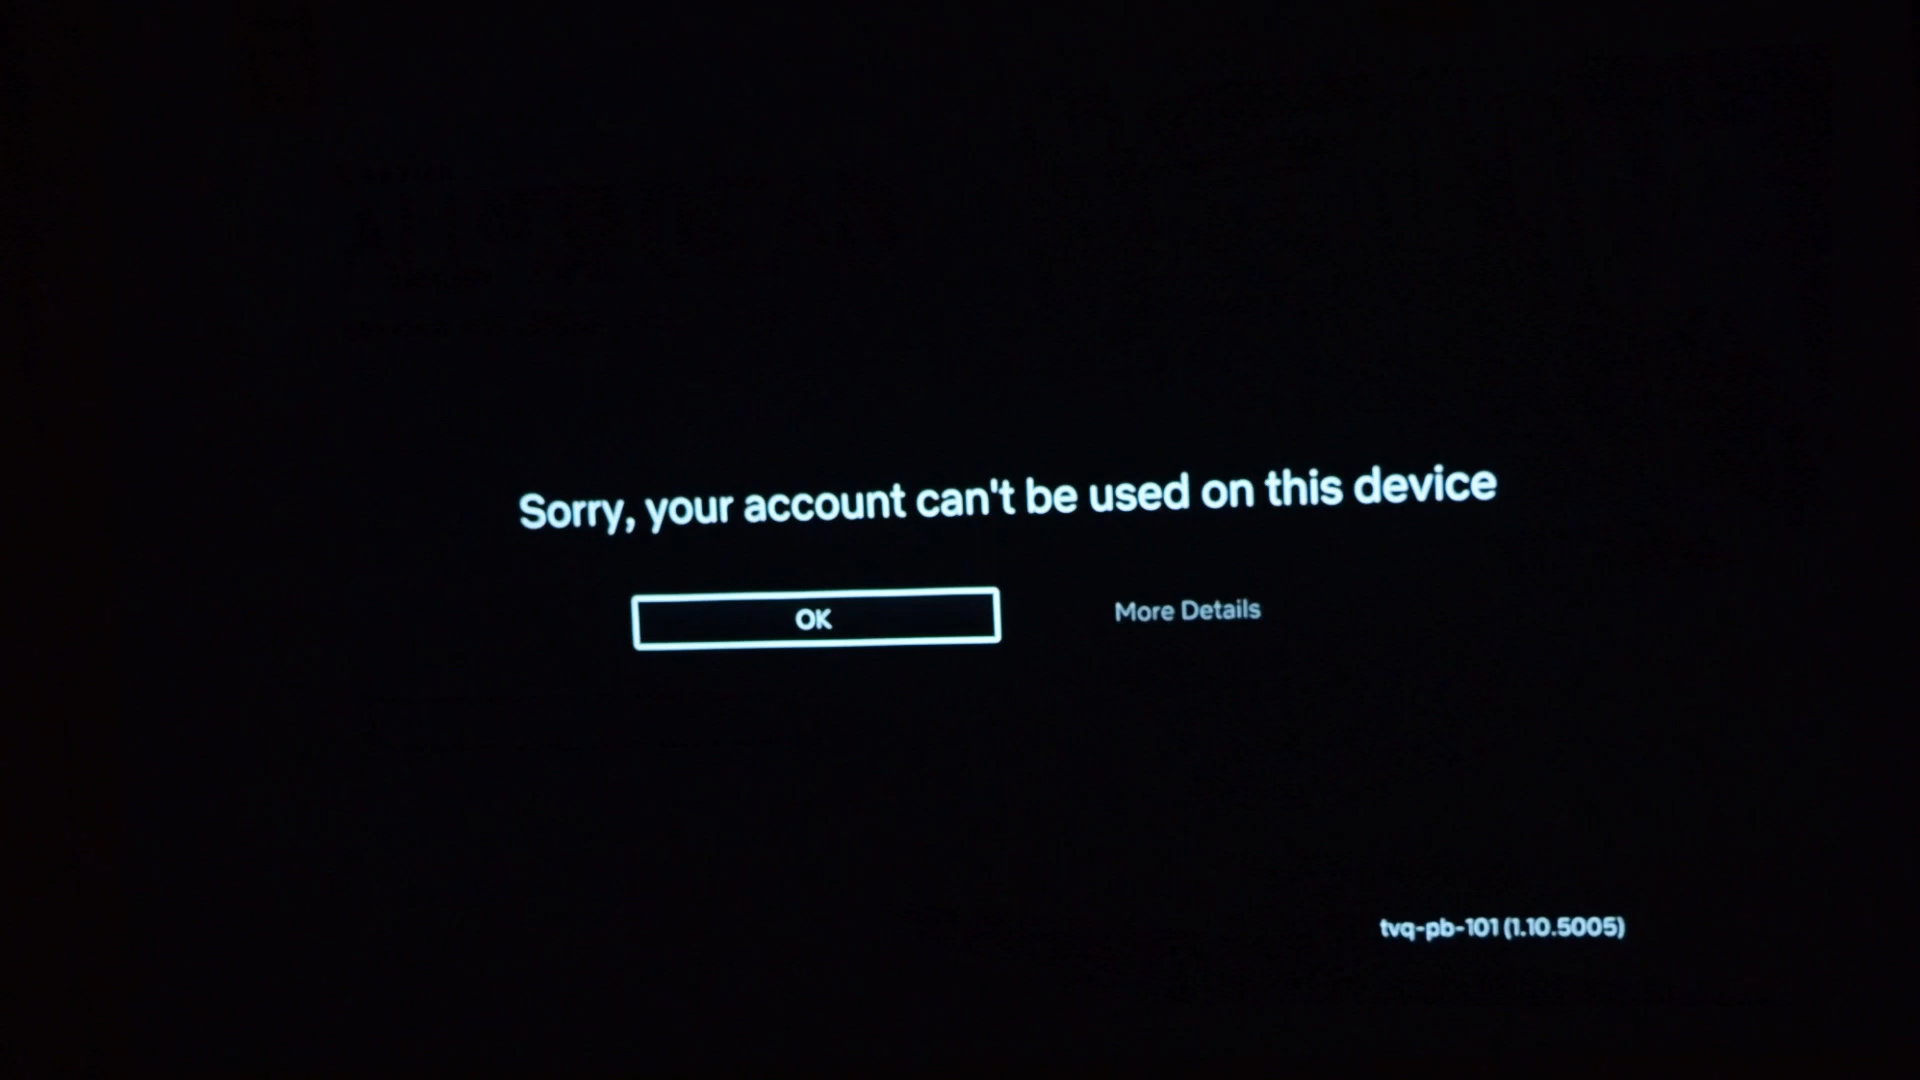 Sorry, your account can't be used on this device
OK
More Details
tvq-pb-101 (1.10.5005)